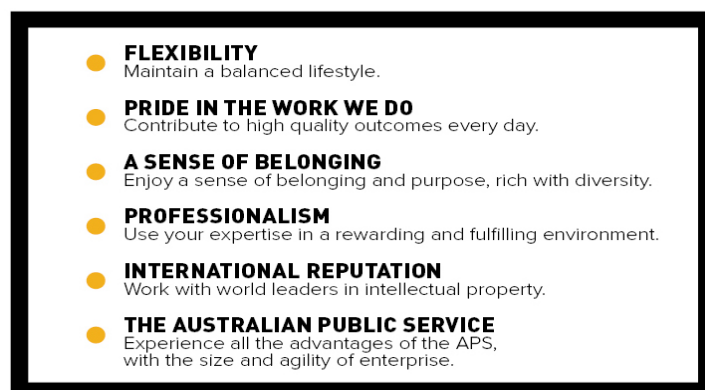 FLEXIBILITY
Maintain a balanced lifestyle.
PRIDE IN THE WORK WE DO
Contribute to high quality outcomes every day.
A SENSE OF BELONGING
Enjoy a sense of belonging and purpose, rich with diversity.
PROFESSIONALISM
Use your expertise in a rewarding and fulfilling environment.
INTERNATIONAL REPUTATION
Work with world leaders in intellectual property.
THE AUSTRALIAN PUBLIC SERVICE
Experience all the advantages of the APS,
with the size and agility of enterprise.